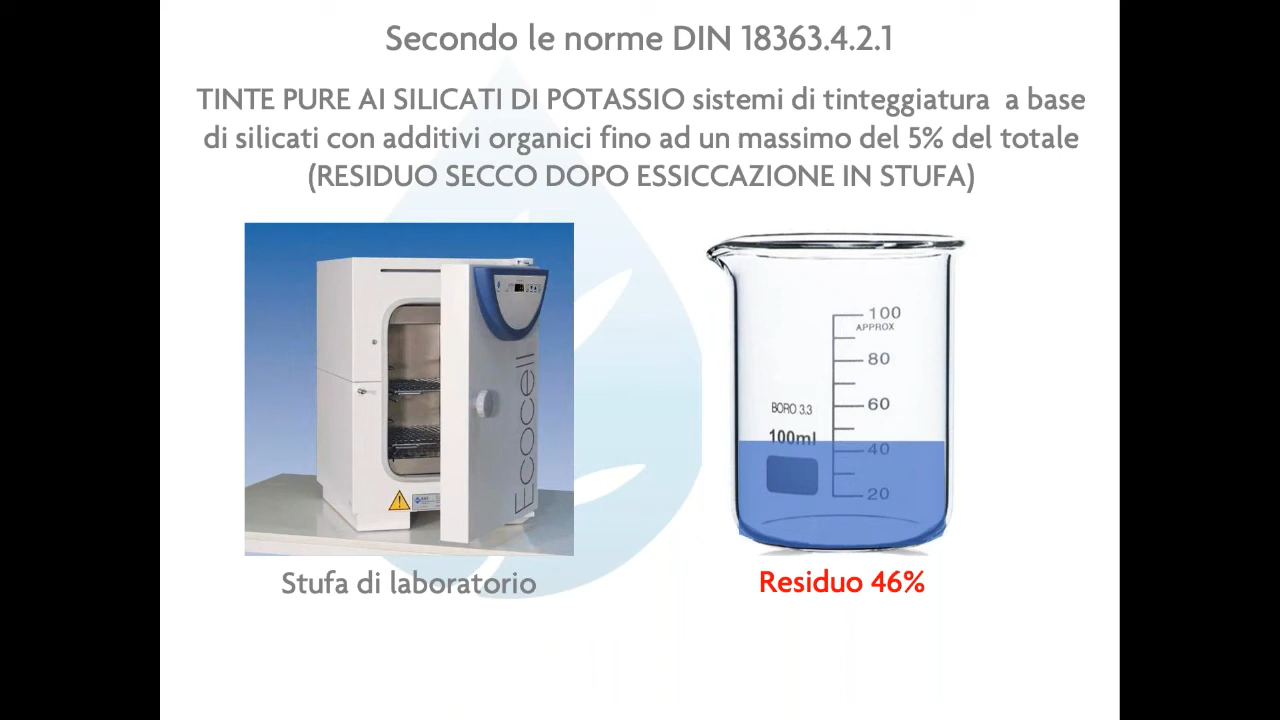 Secondo le norme DIN 18363.4.2.1
TINTE PURE AI SILICATI DI POTASSIO sistemi di tinteggiatura a base
di silicati con additivi organici fino ad un massimo del 5% del totale
(RESIDUO SECCO DOPO ESSICCAZIONE IN STUFA)
Ecocell
100
APPROX
80
60
BORO 3.3
100ml
40
20
Stufa di laboratorio
Residuo 46%